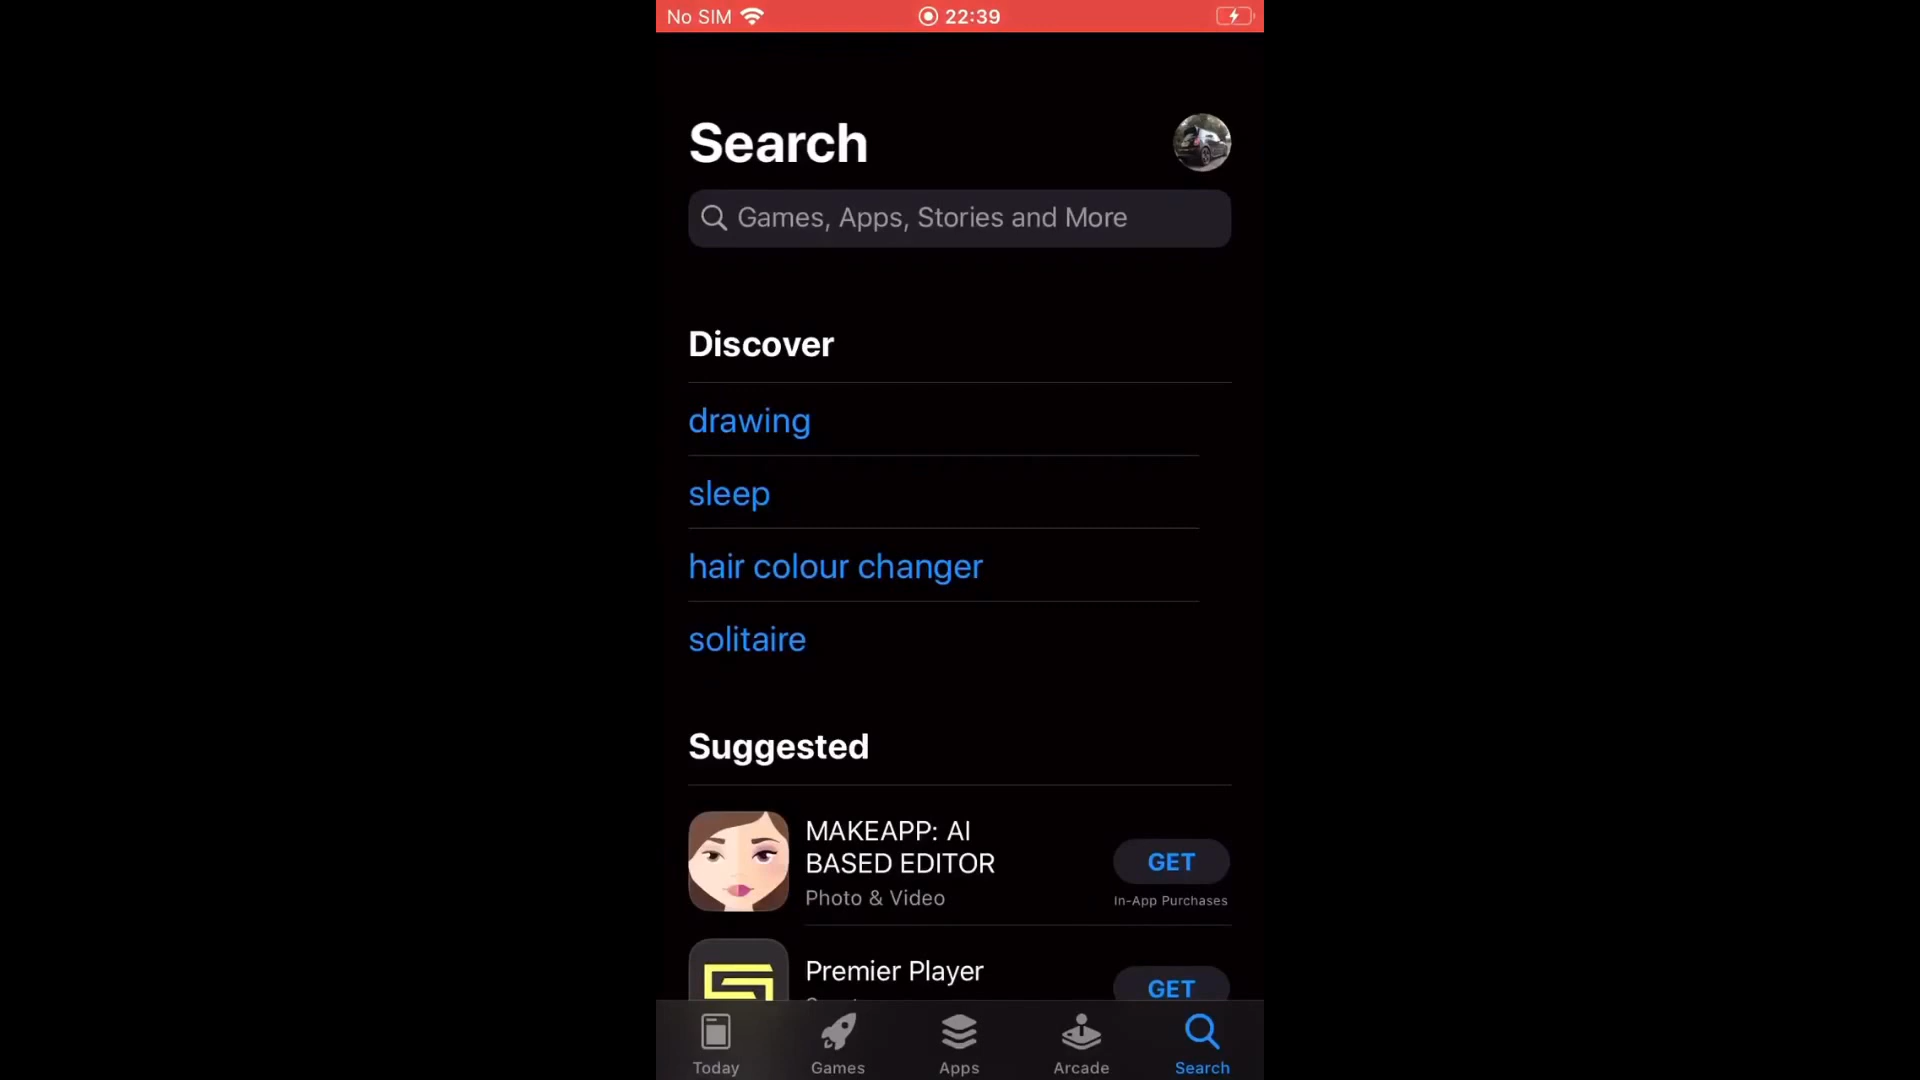 No SIM 22:39
Search
Games, Apps, Stories and More
Discover
drawing
sleep
hair colour changer
solitaire
Suggested
MAKEAPP: AI
BASED EDITOR
GET
Photo & Video
In-App Purchases
Premier Player
GET
Today Games Apps Arcade Search